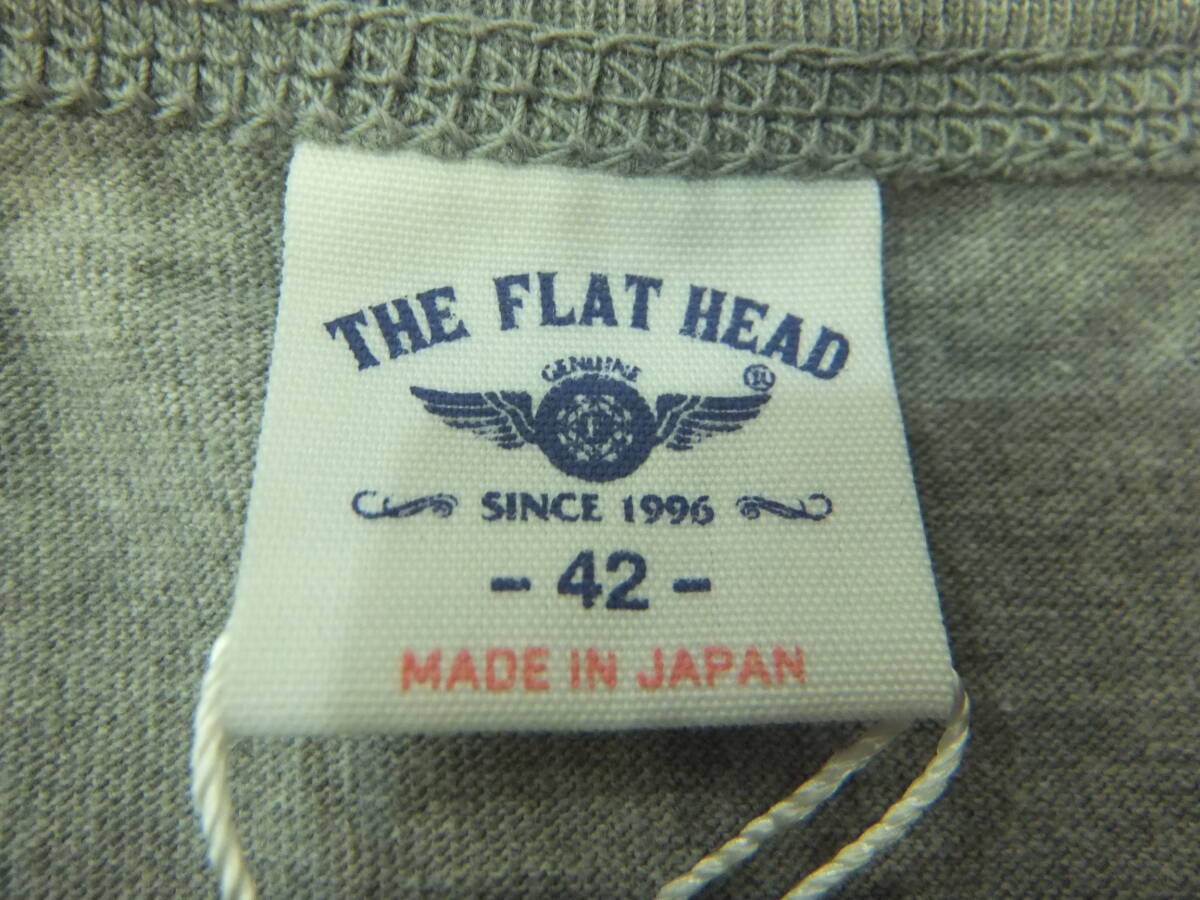 THE FLAT HEAD
GENUINE
®
SINCE 1996
- 42 -
MADE IN JAPAN